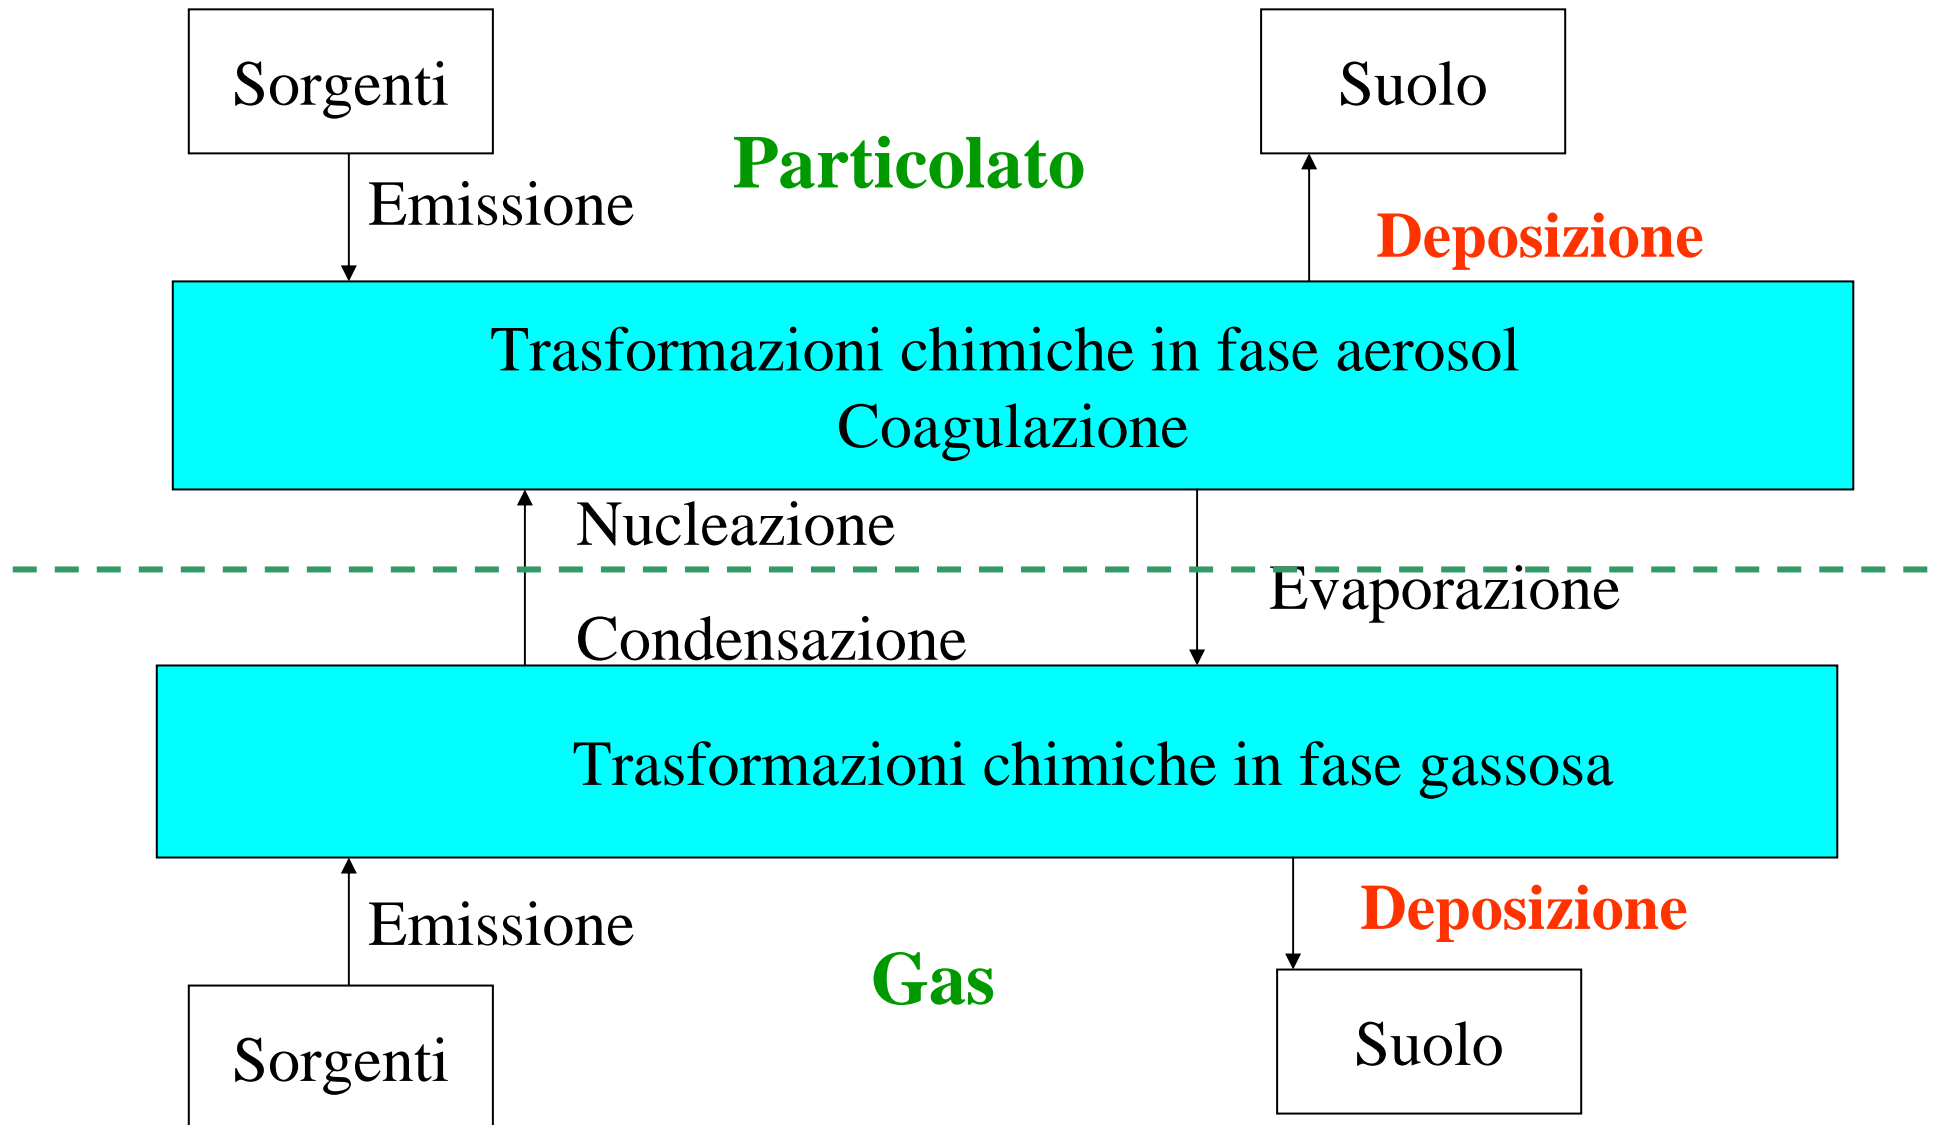 Sorgenti
Suolo
Particolato
Emissione
Deposizione
Trasformazioni chimiche in fase aerosol
Coagulazione
Nucleazione
Evaporazione
Condensazione
Trasformazioni chimiche in fase gassosa
Emissione
Deposizione
Gas
Sorgenti
Suolo